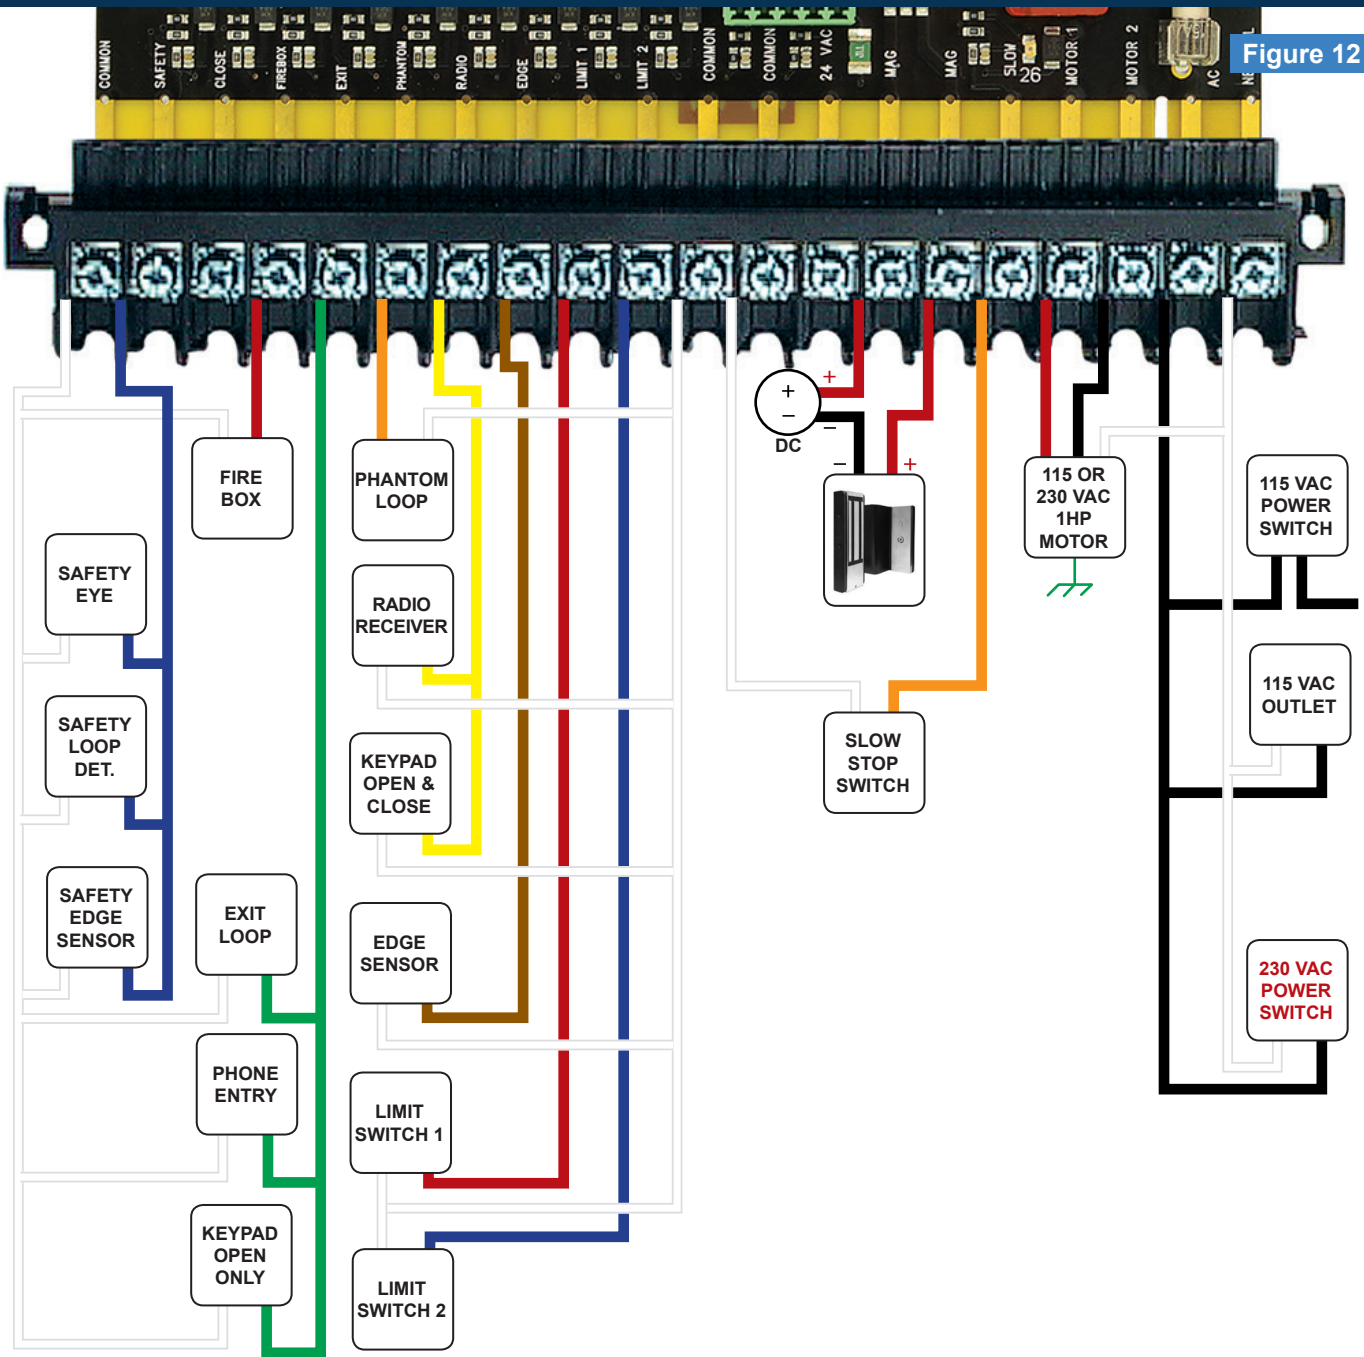 Figure 12
COMMON
SAFETY
CLOSE
FIREBOX
EXIT
PHANTOM
RADIO
EDGE
LIMIT 1
LIMIT 2
COMMON
COMMON
24 VAC
MAG
MAG
SLOW
26
MOTOR 1
MOTOR 2
AC
+
+
−
−
DC
−
+
FIRE
BOX
PHANTOM
LOOP
115 OR
230 VAC
1HP
MOTOR
115 VAC
POWER
SWITCH
SAFETY
EYE
RADIO
RECEIVER
115 VAC
OUTLET
SAFETY
LOOP
DET.
KEYPAD
OPEN &
CLOSE
SLOW
STOP
SWITCH
SAFETY
EDGE
SENSOR
EXIT
LOOP
EDGE
SENSOR
230 VAC
POWER
SWITCH
PHONE
ENTRY
LIMIT
SWITCH 1
KEYPAD
OPEN
ONLY
LIMIT
SWITCH 2